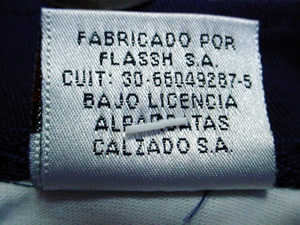 FABRICADO POR
FLASSH S.A.
CUIT: 30-66049287-5
BAJO LICENCIA
ALPARGATAS
CALZADO S.A.